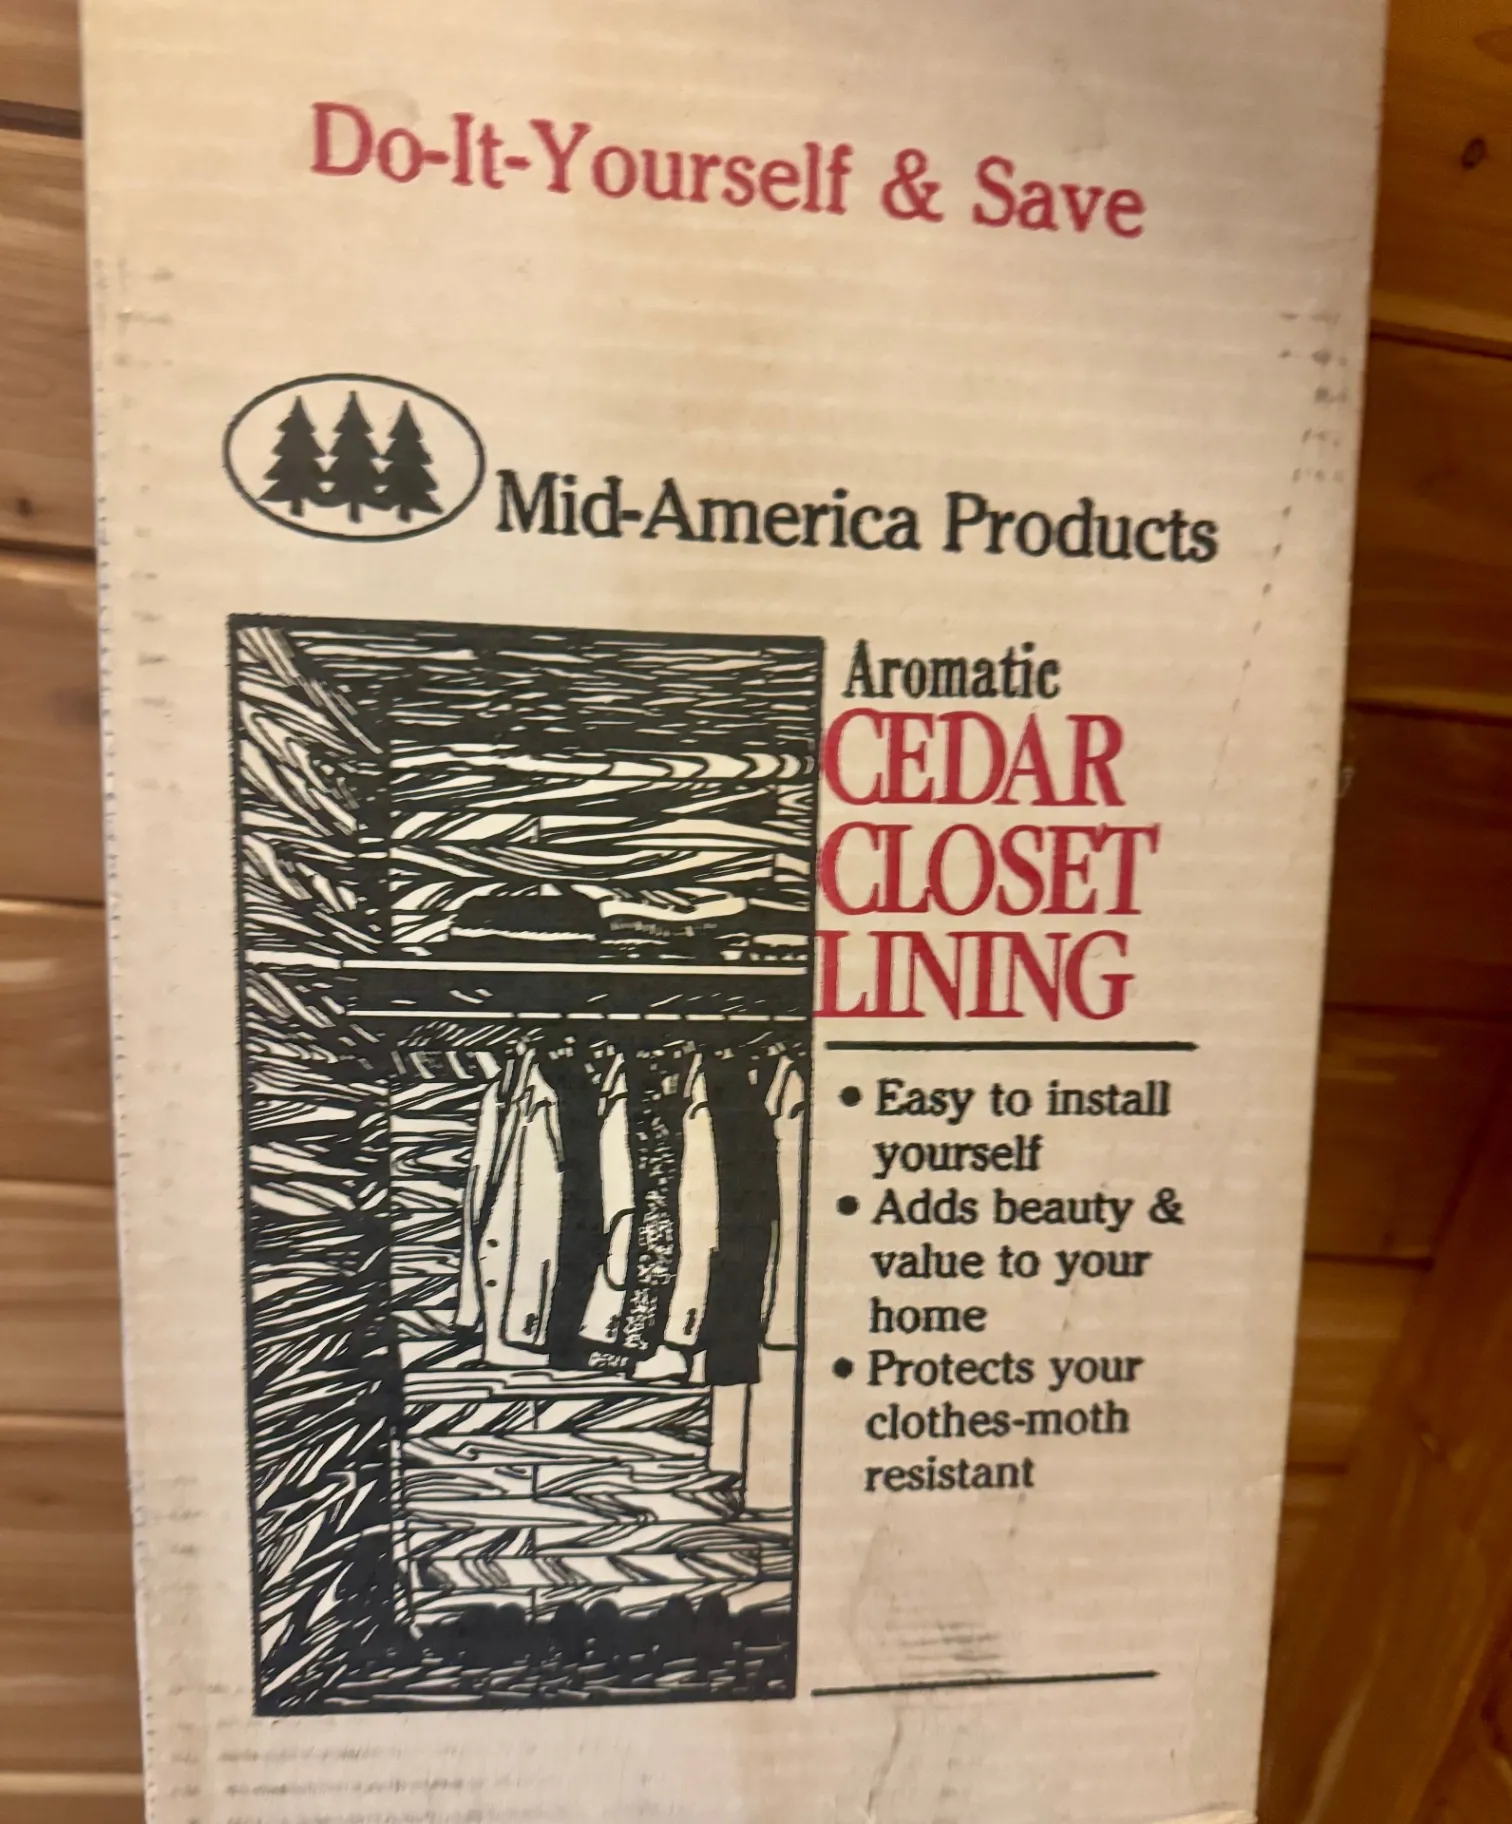 Do-It-Yourself & Save
Mid-America Products
Aromatic
CEDAR
CLOSET
LINING
• Easy to install
yourself
• Adds beauty &
value to your
home
• Protects your
clothes-moth
resistant